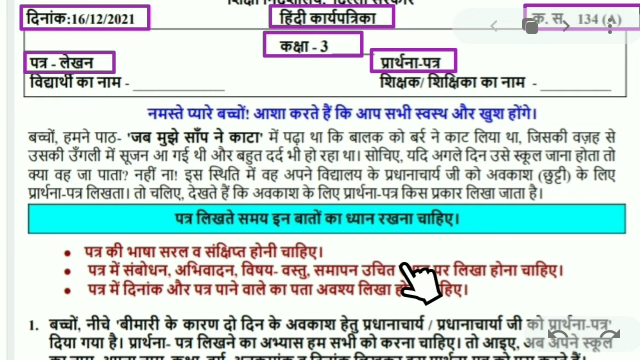 शिक्षा निदेशालय, दिल्ली सरकार
दिनांक:16/12/2021 हिंदी कार्यपत्रिका क. स. 134 (A)
कक्षा - 3
पत्र - लेखन प्रार्थना-पत्र
विद्यार्थी का नाम - शिक्षक/ शिक्षिका का नाम -
नमस्ते प्यारे बच्चों! आशा करते हैं कि आप सभी स्वस्थ और खुश होंगे।
बच्चों, हमने पाठ- 'जब मुझे साँप ने काटा' में पढ़ा था कि बालक को बर्र ने काट लिया था, जिसकी वज़ह से
उसकी उँगली में सूजन आ गई थी और बहुत दर्द भी हो रहा था। सोचिए, यदि अगले दिन उसे स्कूल जाना होता तो
क्या वह जा पाता? नहीं ना! इस स्थिति में वह अपने विद्यालय के प्रधानाचार्य जी को अवकाश (छुट्टी) के लिए
प्रार्थना-पत्र लिखता। तो चलिए, देखते हैं कि अवकाश के लिए प्रार्थना-पत्र किस प्रकार लिखा जाता है।
पत्र लिखते समय इन बातों का ध्यान रखना चाहिए।
• पत्र की भाषा सरल व संक्षिप्त होनी चाहिए।
• पत्र में संबोधन, अभिवादन, विषय- वस्तु, समापन उचित पर लिखा होना चाहिए।
• पत्र में दिनांक और पत्र पाने वाले का पता अवश्य लिखा
1. बच्चों, नीचे 'बीमारी के कारण दो दिन के अवकाश हेतु प्रधानाचार्य / प्रधानाचार्या जी को प्रार्थना-पत्र'
दिया गया है। प्रार्थना- पत्र लिखने का अभ्यास हम सभी को करना चाहिए। तो आइए, अब अपने स्कूल